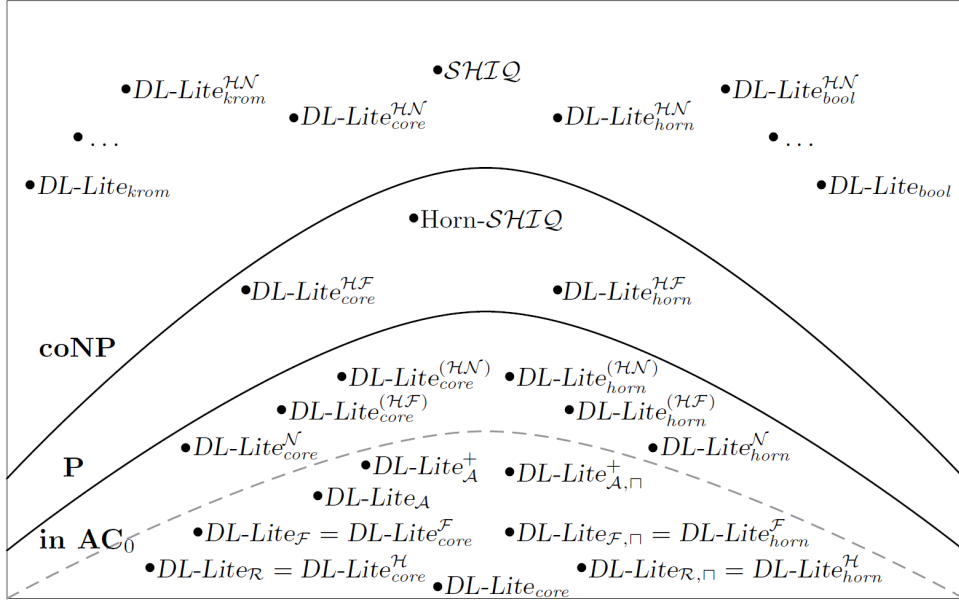 • SHIQ
• DL-Lite^{HN}_{krom}
• DL-Lite^{HN}_{bool}
• DL-Lite^{HN}_{core}
• DL-Lite^{HN}_{horn}
• ...
• ...
• DL-Lite_{krom}
• DL-Lite_{bool}
• Horn-SHIQ
• DL-Lite^{HF}_{core}
• DL-Lite^{HF}_{horn}
coNP
• DL-Lite^{(HN)}_{core}
• DL-Lite^{(HN)}_{horn}
• DL-Lite^{(HF)}_{core}
• DL-Lite^{(HF)}_{horn}
• DL-Lite^{N}_{core}
• DL-Lite^{N}_{horn}
P
• DL-Lite^{+}_{A}
• DL-Lite^{+}_{A,⊓}
• DL-Lite_{A}
• DL-Lite_{F} = DL-Lite^{F}_{core}
• DL-Lite_{F,⊓} = DL-Lite^{F}_{horn}
in AC_{0}
• DL-Lite_{R} = DL-Lite^{H}_{core}
• DL-Lite_{R,⊓} = DL-Lite^{H}_{horn}
• DL-Lite_{core}